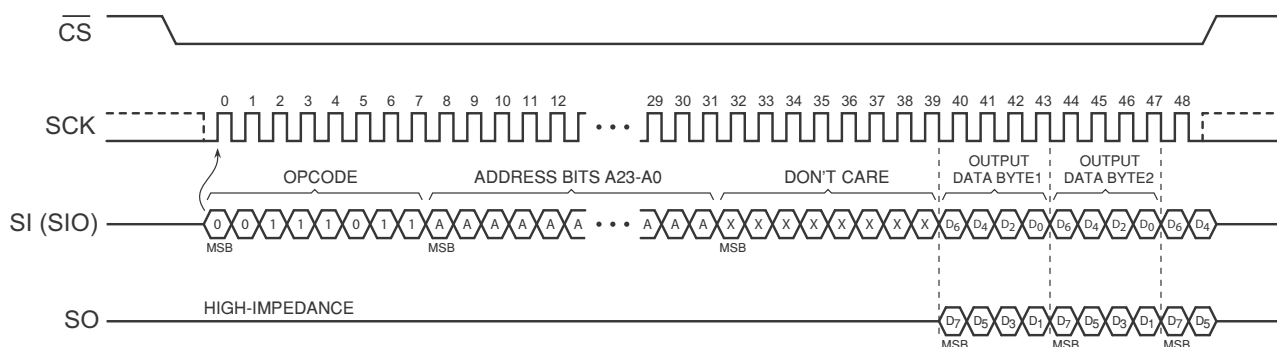 CS
0 1 2 3 4 5 6 7 8 9 10 11 12 29 30 31 32 33 34 35 36 37 38 39 40 41 42 43 44 45 46 47 48
SCK • • •
OPCODE ADDRESS BITS A23-A0 DON'T CARE OUTPUT DATA BYTE1 OUTPUT DATA BYTE2
SI (SIO) 0 0 1 1 1 0 1 1 A A A A A A • • • A A A X X X X X X X X D6 D4 D2 D0 D6 D4 D2 D0 D6 D4
MSB MSB MSB
HIGH-IMPEDANCE
SO D7 D5 D3 D1 D7 D5 D3 D1 D7 D5
MSB MSB MSB